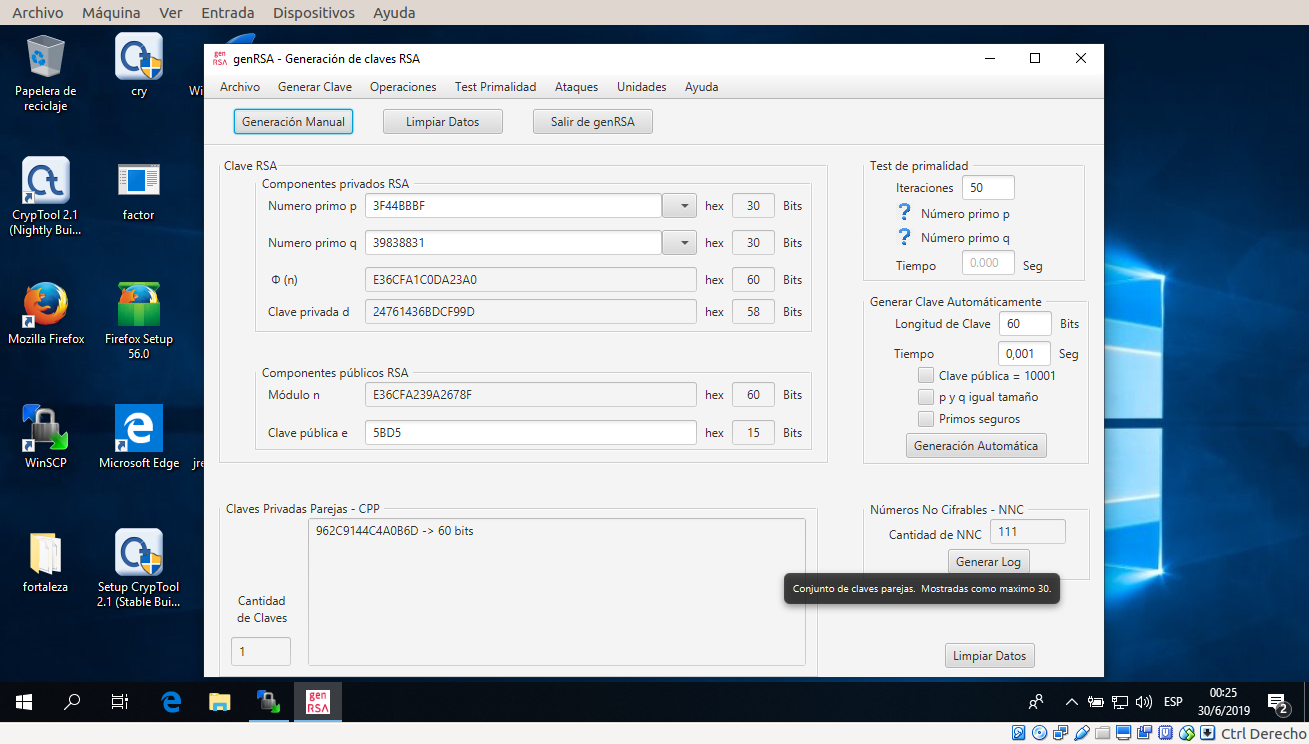 Archivo Máquina Ver Entrada Dispositivos Ayuda
Papelera de
reciclaje
cry
Wi
CrypTool 2.1
(Nightly Bui...
factor
Mozilla Firefox
Firefox Setup
56.0
WinSCP
Microsoft Edge
jre
fortaleza
Setup CrypTool
2.1 (Stable Bui...
gen
RSA
genRSA - Generación de claves RSA
Archivo Generar Clave Operaciones Test Primalidad Ataques Unidades Ayuda
Generación Manual Limpiar Datos Salir de genRSA
Clave RSA
Componentes privados RSA
Numero primo p 3F44BBBF hex 30 Bits
Numero primo q 39838831 hex 30 Bits
Φ (n) E36CFA1C0DA23A0 hex 60 Bits
Clave privada d 24761436BDCF99D hex 58 Bits
Componentes públicos RSA
Módulo n E36CFA239A2678F hex 60 Bits
Clave pública e 5BD5 hex 15 Bits
Test de primalidad
Iteraciones 50
? Número primo p
? Número primo q
Tiempo 0.000 Seg
Generar Clave Automáticamente
Longitud de Clave 60 Bits
Tiempo 0,001 Seg
Clave pública = 10001
p y q igual tamaño
Primos seguros
Generación Automática
Claves Privadas Parejas - CPP
962C9144C4A0B6D -> 60 bits
Cantidad
de Claves
1
Números No Cifrables - NNC
Cantidad de NNC 111
Generar Log
Conjunto de claves parejas. Mostradas como maximo 30.
Limpiar Datos
gen
RSA
ESP
00:25
30/6/2019
2
Ctrl Derecho